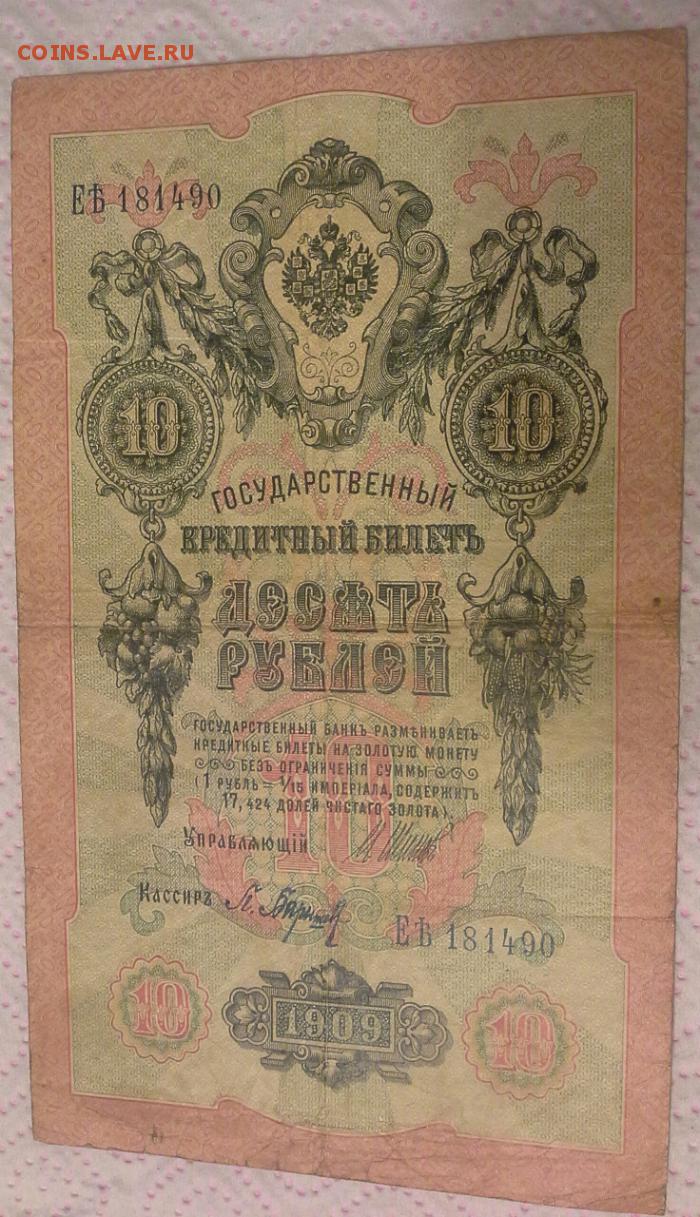 COINS.LAVE.RU
ЕѢ 181490
10 10
ГОСУДАРСТВЕННЫЙ
КРЕДИТНЫЙ БИЛЕТЪ
ДЕСЯТЬ
РУБЛЕЙ
ГОСУДАРСТВЕННЫЙ БАНКЪ РАЗМѢНИВАЕТЪ
КРЕДИТНЫЕ БИЛЕТЫ НА ЗОЛОТУЮ МОНЕТУ
БЕЗЪ ОГРАНИЧЕНІЯ СУММЫ
(1 РУБЛЬ = 1/15 ИМПЕРІАЛА, СОДЕРЖИТЪ
17,424 ДОЛЕЙ ЧИСТАГО ЗОЛОТА).
10
УПРАВЛЯЮЩІЙ
КАССИРЪ
ЕѢ 181490
10 1909 10